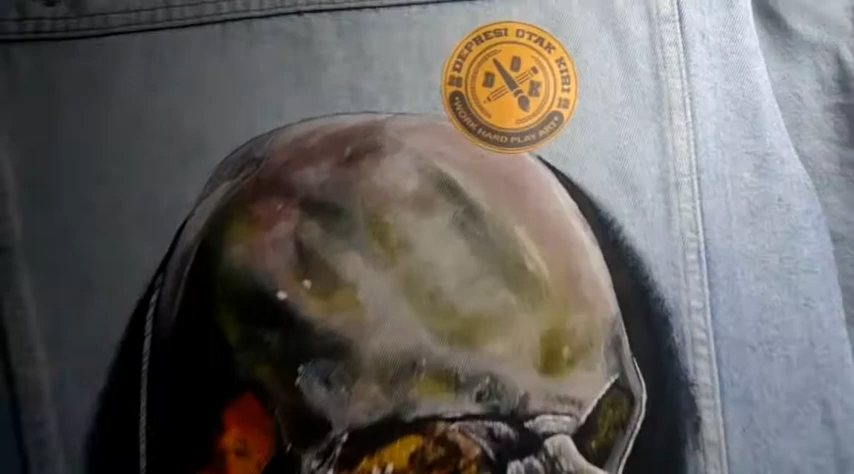 DEPRESI OTAK KIRI
D O K
WORK HARD PLAY ART